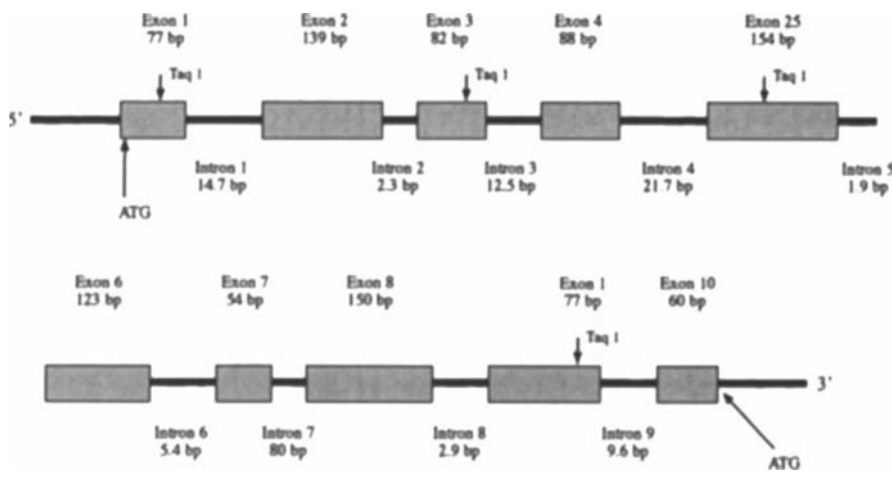 Exon 1 Exon 2 Exon 3 Exon 4 Exon 25
77 bp 139 bp 82 bp 88 bp 154 bp
Taq 1 Taq 1 Taq 1
5'
Intron 1 Intron 2 Intron 3 Intron 4 Intron 5
14.7 bp 2.3 bp 12.5 bp 21.7 bp 1.9 bp
ATG
Exon 6 Exon 7 Exon 8 Exon 1 Exon 10
123 bp 54 bp 150 bp 77 bp 60 bp
Taq 1
3'
Intron 6 Intron 7 Intron 8 Intron 9
5.4 bp 80 bp 2.9 bp 9.6 bp
ATG